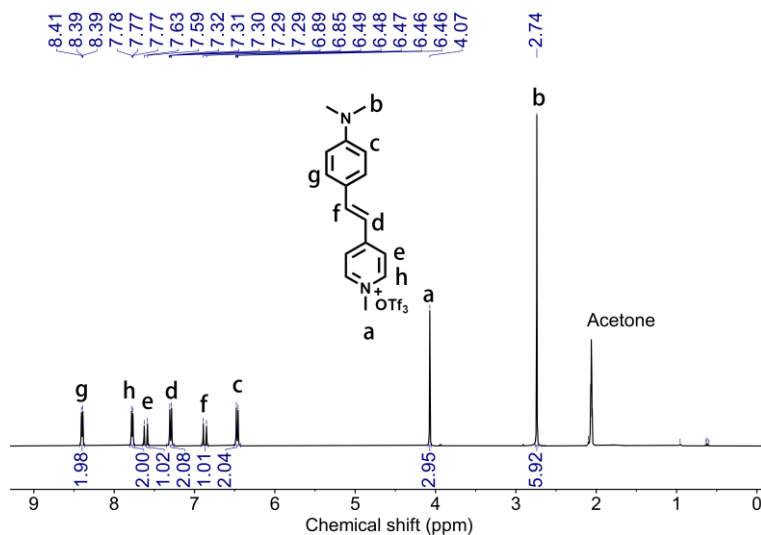 8.41 8.39 8.39 7.78 7.77 7.77 7.63 7.59 7.32 7.31 7.30 7.29 7.29 6.89 6.85 6.49 6.48 6.47 6.46 6.46 4.07 2.74
b
N
b
g
c
f
d
e
h
N
+
OTf3
a
a
Acetone
g
h
e
d
f
c
1.98 2.00 1.02 2.08 1.01 2.04 2.95 5.92
9 8 7 6 5 4 3 2 1 0
Chemical shift (ppm)